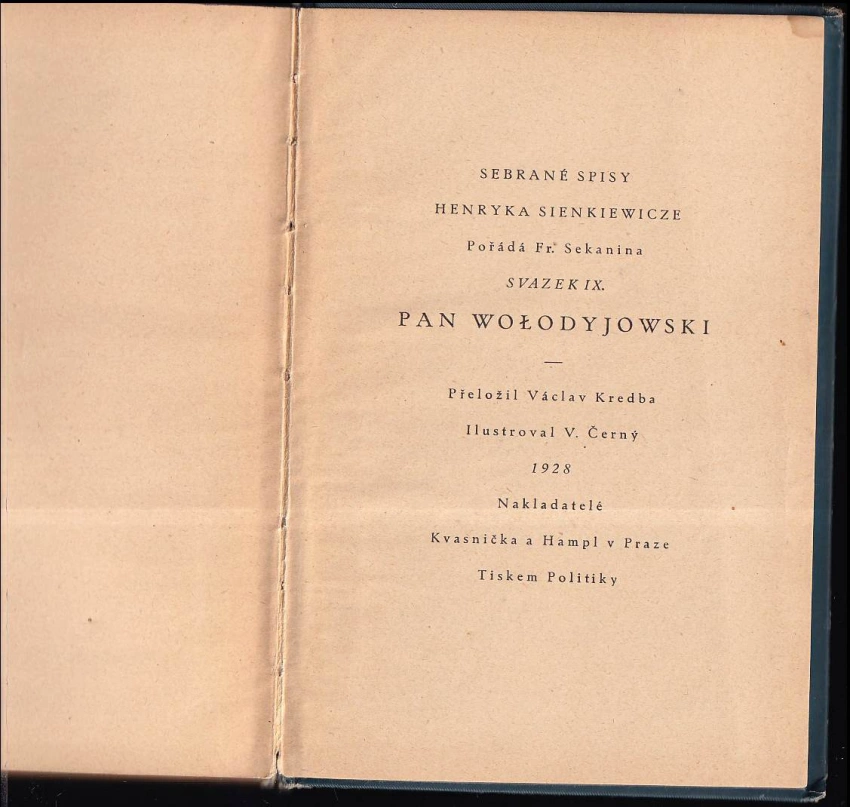 SEBRANÉ SPISY
HENRYKA SIENKIEWICZE
Pořádá Fr. Sekanina
SVAZEK IX.
PAN WOŁODYJOWSKI
—
Přeložil Václav Kredba
Ilustroval V. Černý
1928
Nakladatelé
Kvasnička a Hampl v Praze
Tiskem Politiky